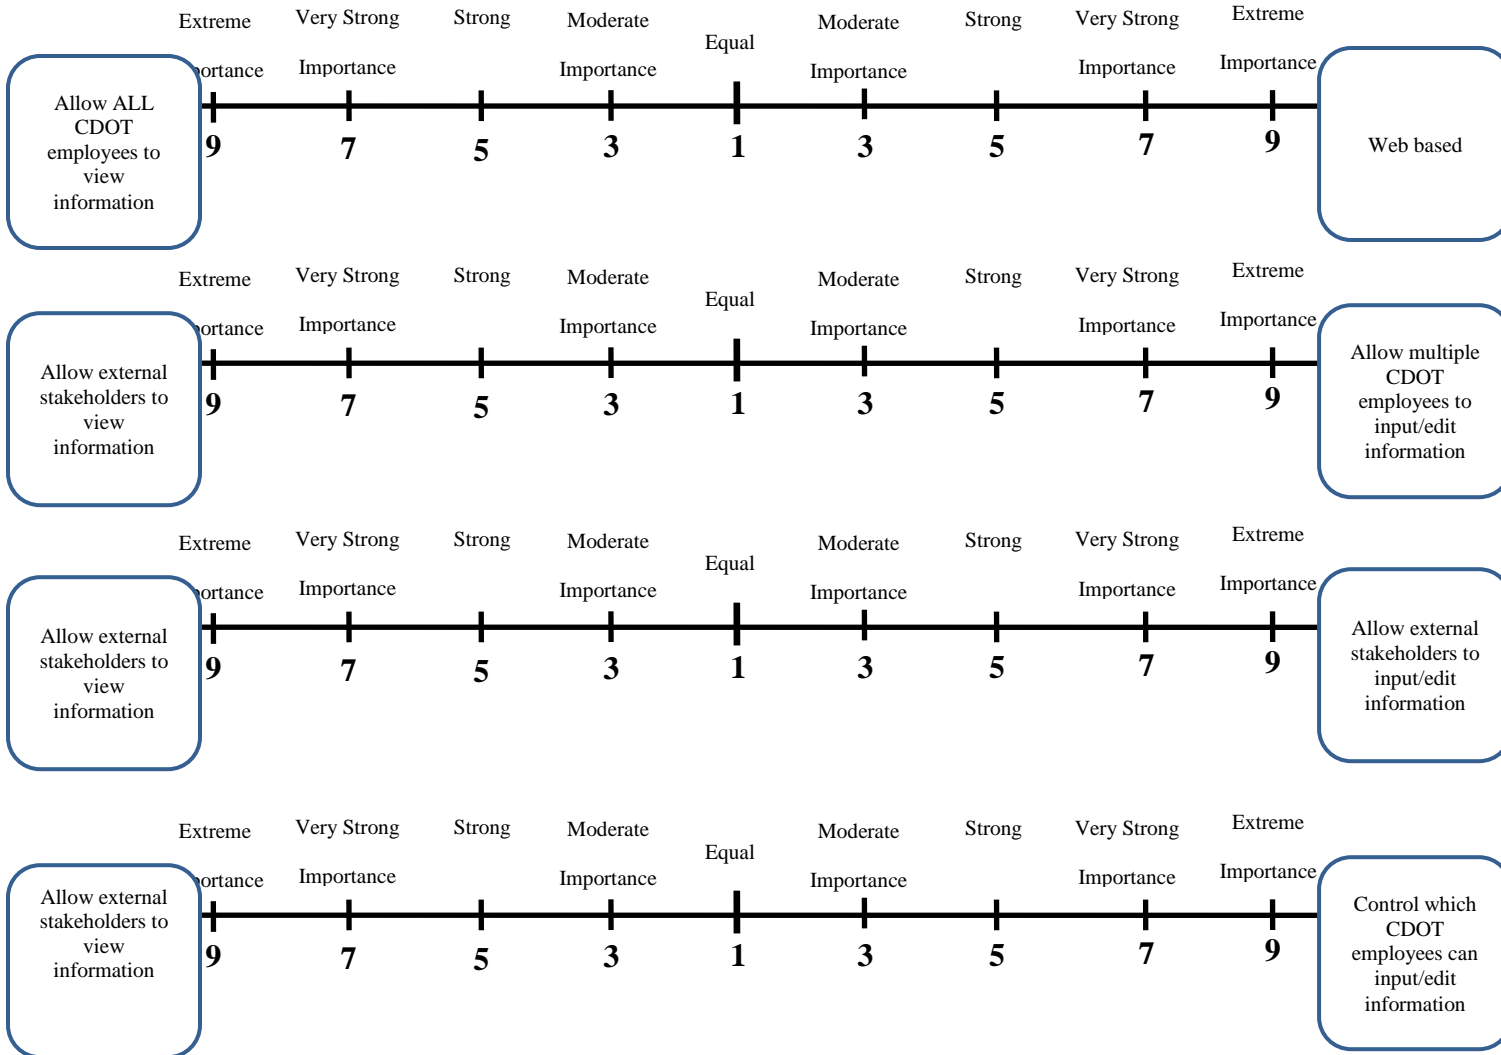 Extreme Very Strong Strong Moderate Equal Moderate Strong Very Strong Extreme
portance Importance Importance Importance Importance Importance
Allow ALL
CDOT
employees to
view
information
9 7 5 3 1 3 5 7 9
Web based
Extreme Very Strong Strong Moderate Equal Moderate Strong Very Strong Extreme
portance Importance Importance Importance Importance Importance
Allow external
stakeholders to
view
information
9 7 5 3 1 3 5 7 9
Allow multiple
CDOT
employees to
input/edit
information
Extreme Very Strong Strong Moderate Equal Moderate Strong Very Strong Extreme
portance Importance Importance Importance Importance Importance
Allow external
stakeholders to
view
information
9 7 5 3 1 3 5 7 9
Allow external
stakeholders to
input/edit
information
Extreme Very Strong Strong Moderate Equal Moderate Strong Very Strong Extreme
portance Importance Importance Importance Importance Importance
Allow external
stakeholders to
view
information
9 7 5 3 1 3 5 7 9
Control which
CDOT
employees can
input/edit
information